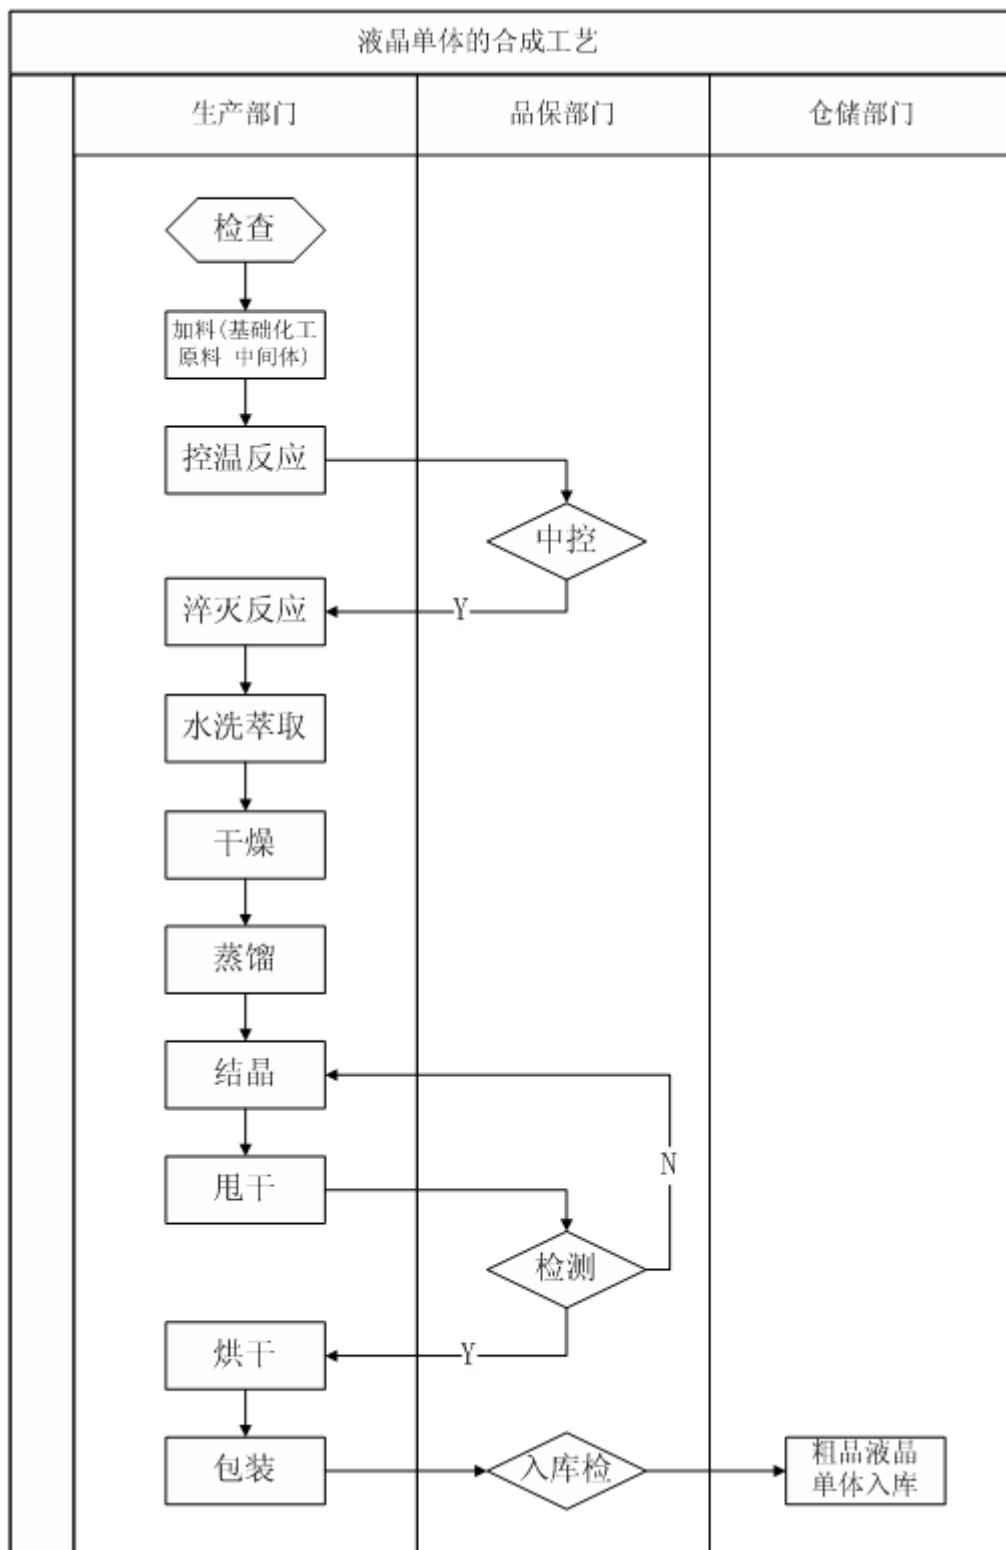 液晶单体的合成工艺
生产部门
品保部门
仓储部门
检查
加料(基础化工
原料 中间体)
控温反应
中控
Y
淬灭反应
水洗萃取
干燥
蒸馏
结晶
N
甩干
检测
烘干
Y
包装
入库检
粗品液晶
单体入库